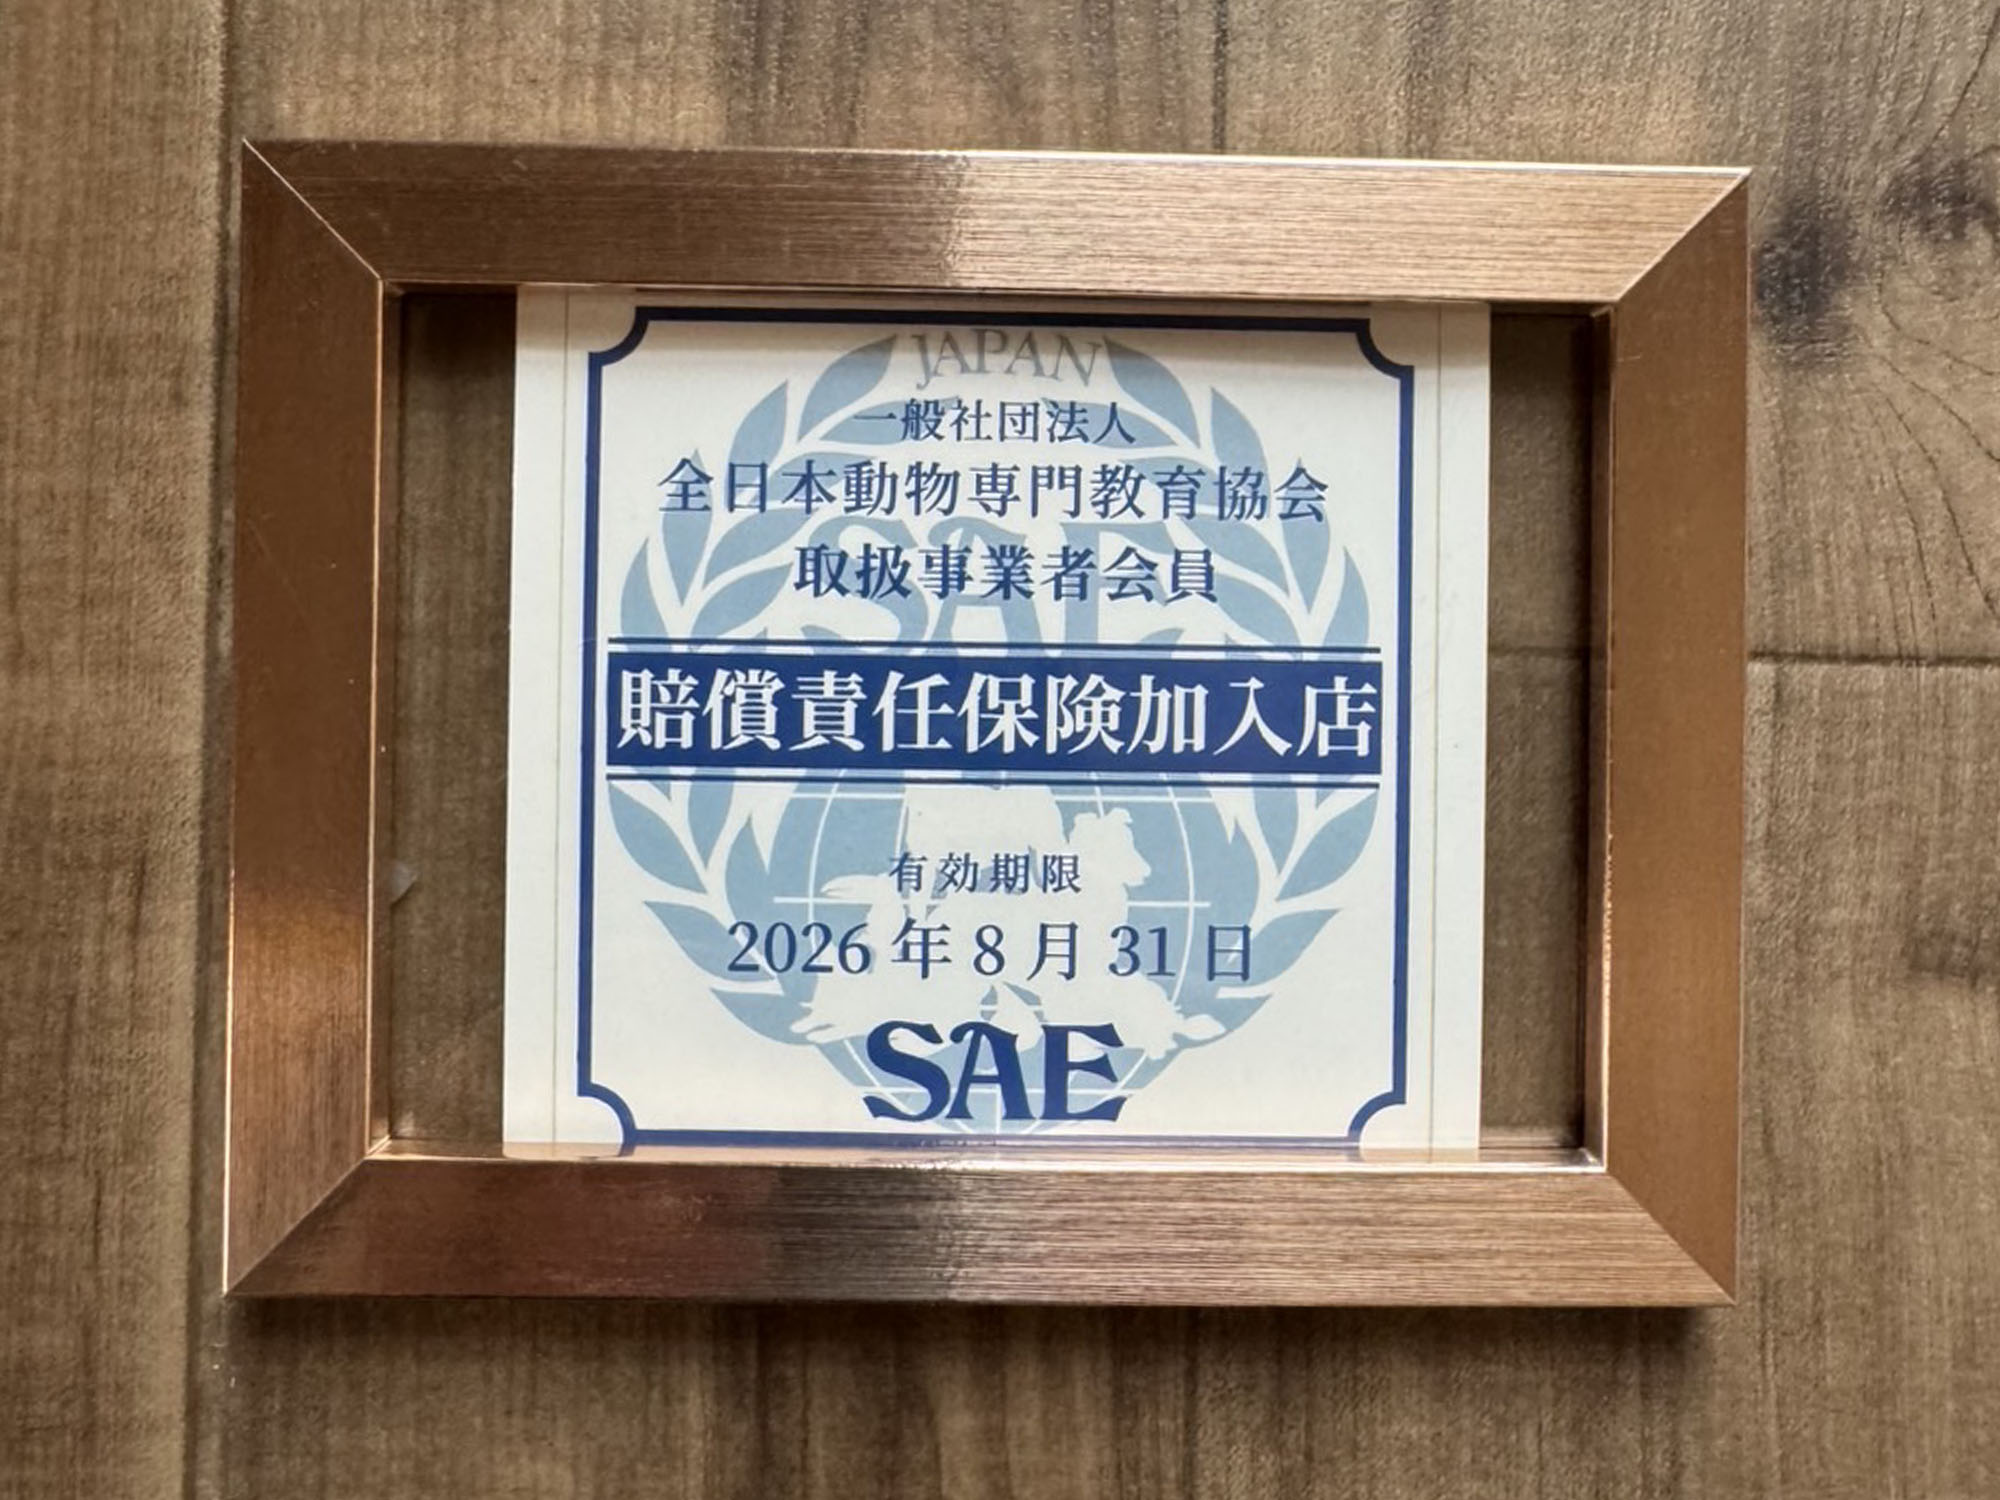 JAPAN
一般社団法人
全日本動物専門教育協会
取扱事業者会員
SAE
賠償責任保険加入店
有効期限
2026年8月31日
SAE